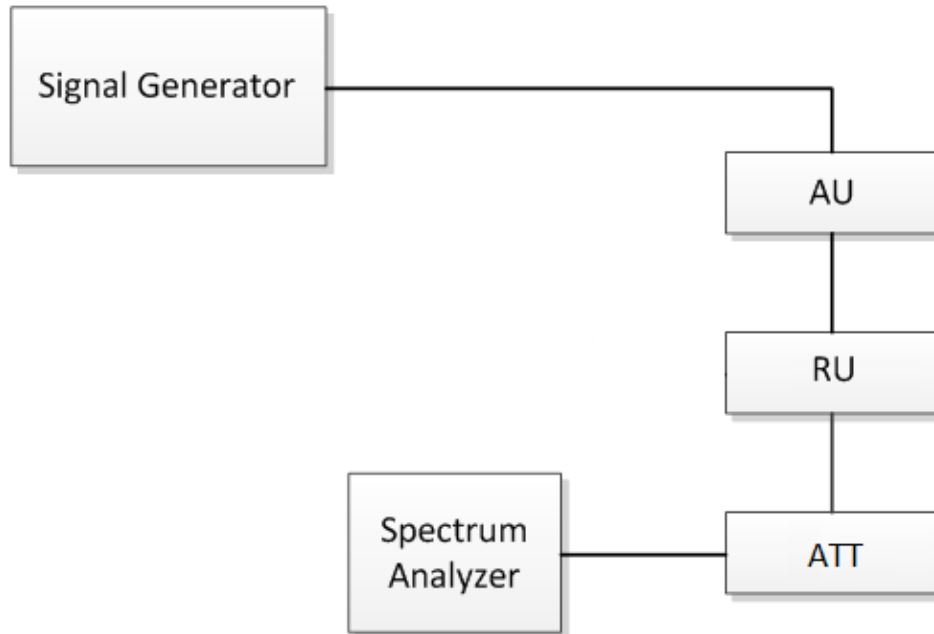 Signal Generator
AU
RU
Spectrum
Analyzer
ATT